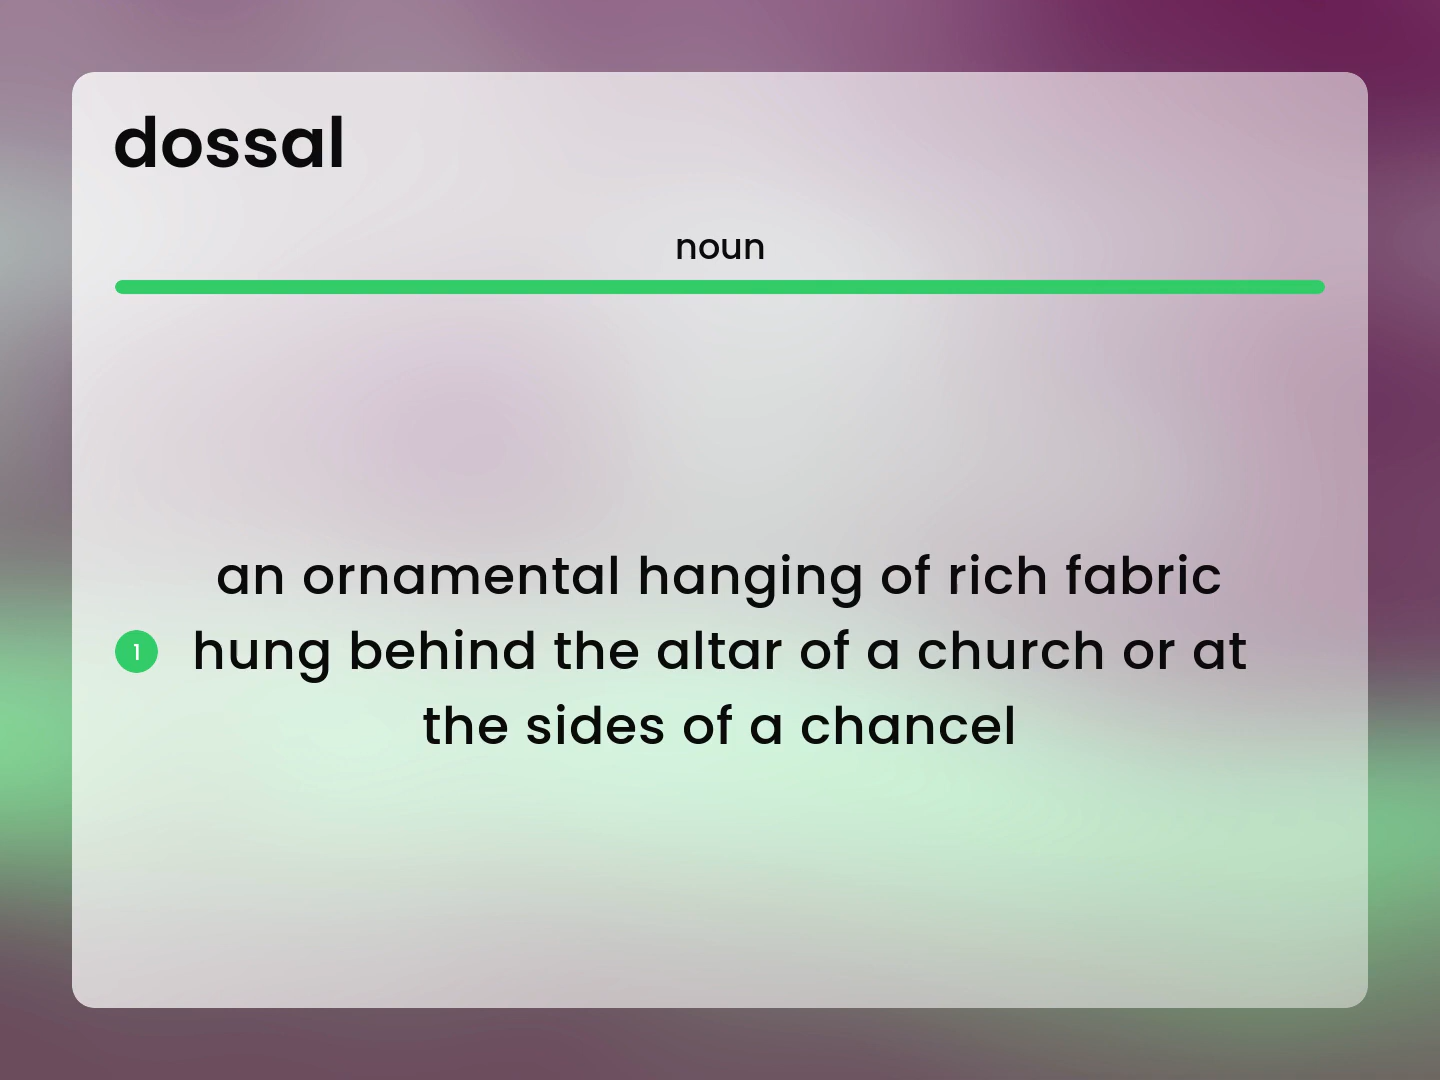 dossal
noun
an ornamental hanging of rich fabric
1 hung behind the altar of a church or at
the sides of a chancel